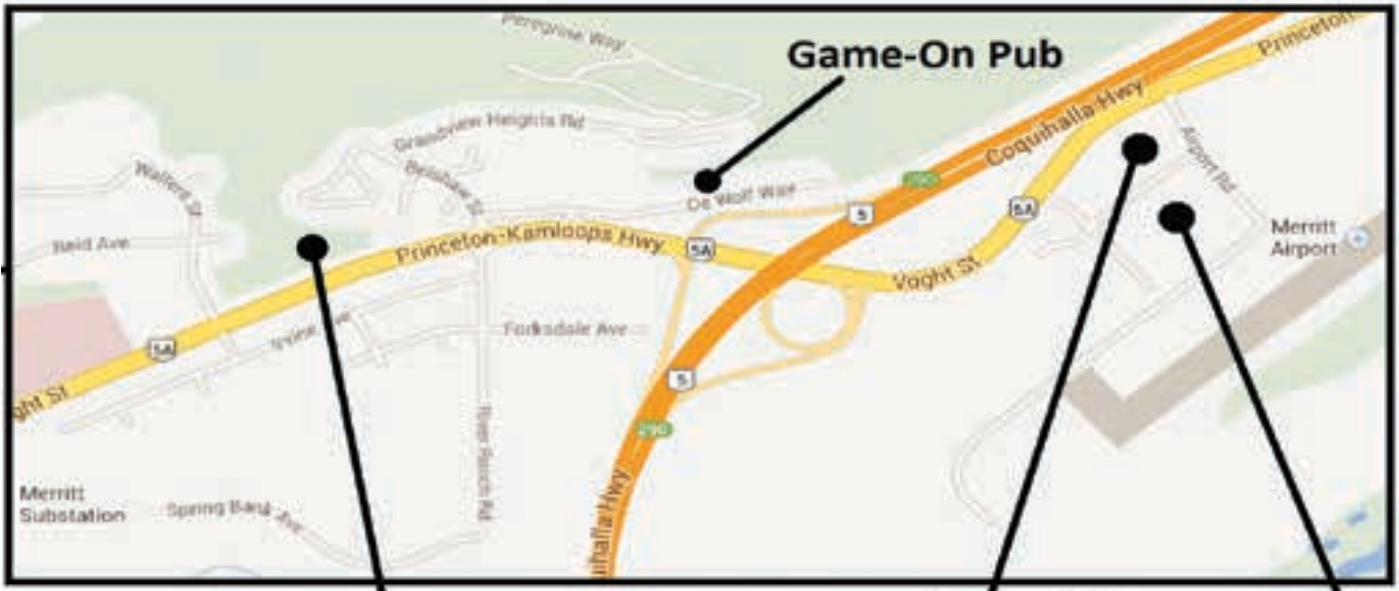 Peregrine Way
Game-On Pub
Princeton
Grandview Heights Rd
Coquihalla Hwy
Airport Rd
Walters St
Belshaw St
De Wolf Way
290
5
5A
Reid Ave
Princeton-Kamloops Hwy
5A
Merritt
Airport
Voght St
Irvine Ave
Forksdale Ave
5A
5
ght St
290
River Ranch Rd
Merritt
Substation
Spring Bank Ave
uihalla Hwy